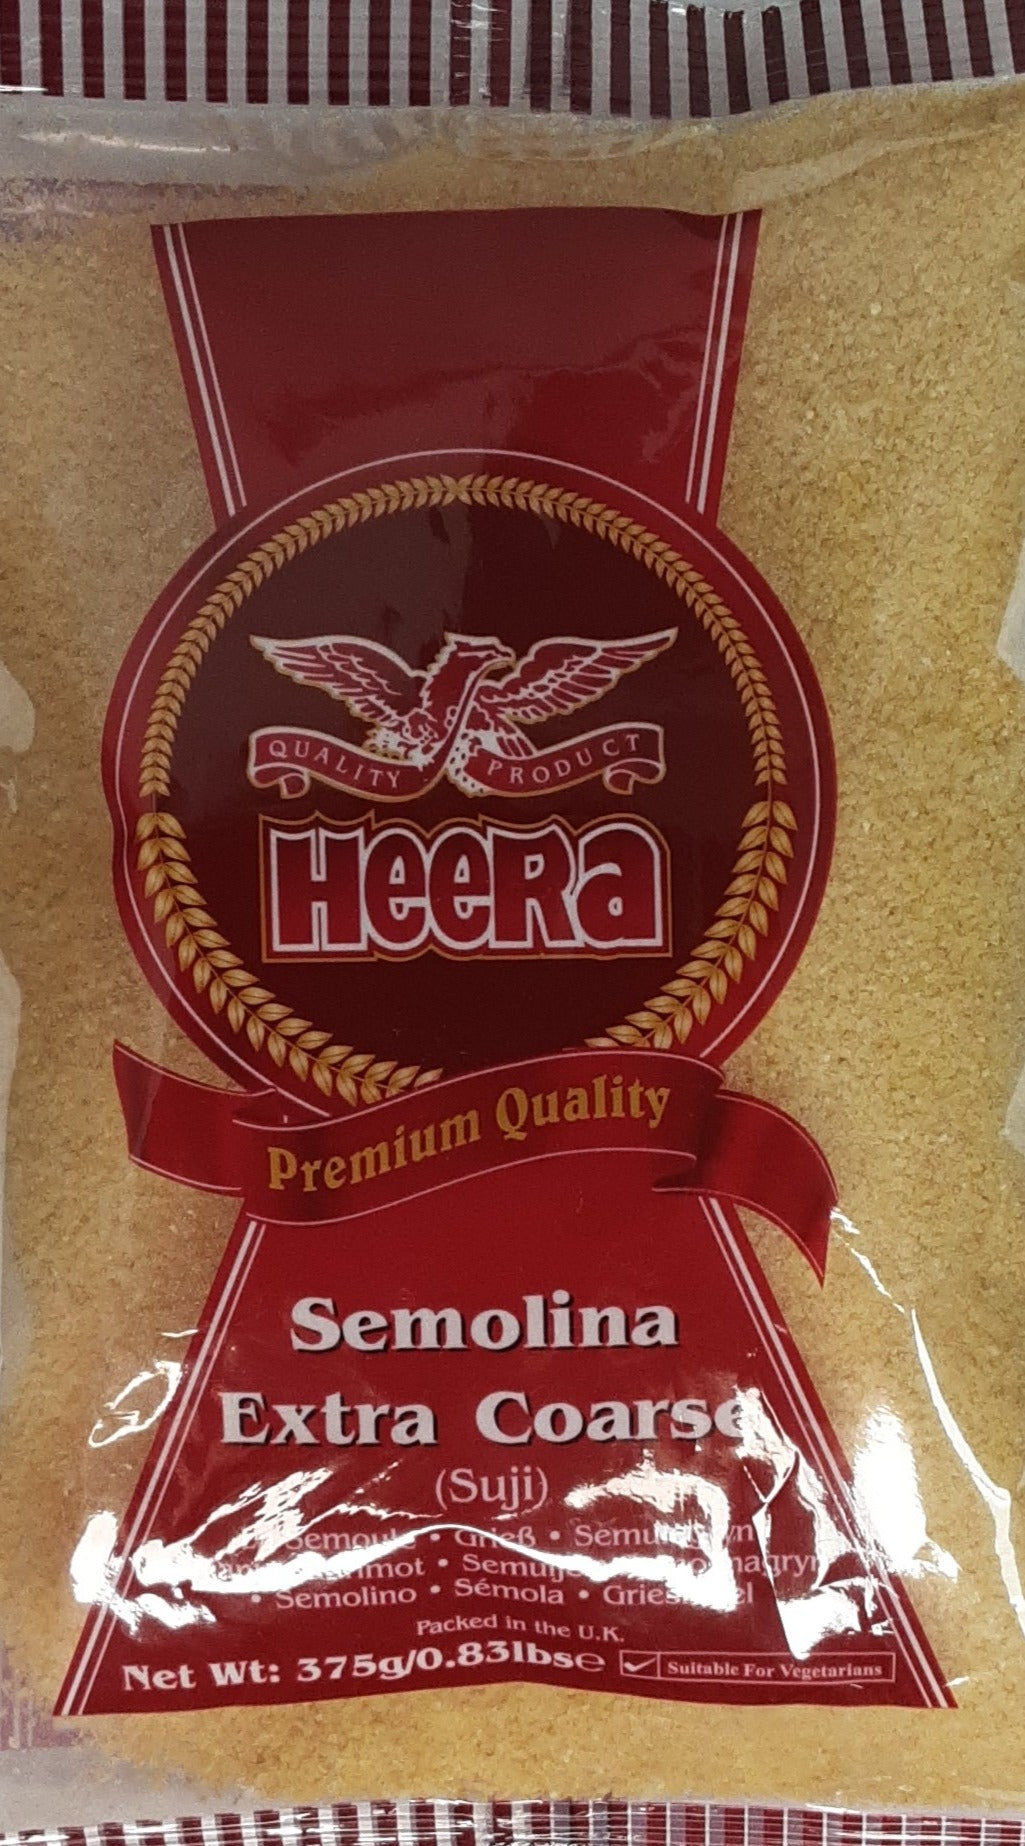 QUALITY PRODUCT
HeeRa
Premium Quality
Semolina
Extra Coarse
(Suji)
• Grieß •
• 
• Semolino • Sémola •
Packed in the U.K.
Net Wt: 375g/0.83lbs℮
Suitable For Vegetarians